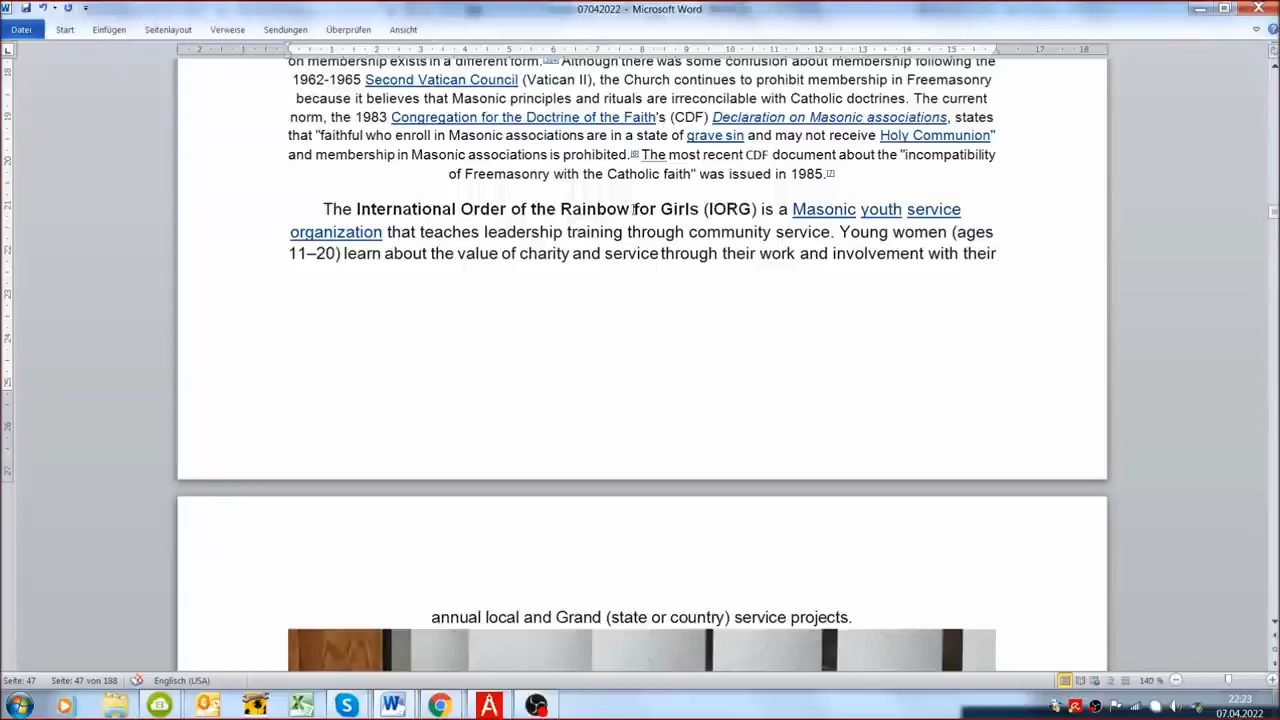 07042022 - Microsoft Word
Datei Start Einfügen Seitenlayout Verweise Sendungen Überprüfen Ansicht
on membership exists in a different form. Although there was some confusion about membership following the
1962-1965 Second Vatican Council (Vatican II), the Church continues to prohibit membership in Freemasonry
because it believes that Masonic principles and rituals are irreconcilable with Catholic doctrines. The current
norm, the 1983 Congregation for the Doctrine of the Faith's (CDF) Declaration on Masonic associations, states
that "faithful who enroll in Masonic associations are in a state of grave sin and may not receive Holy Communion"
and membership in Masonic associations is prohibited.[6] The most recent CDF document about the "incompatibility
of Freemasonry with the Catholic faith" was issued in 1985.[7]
The International Order of the Rainbow for Girls (IORG) is a Masonic youth service
organization that teaches leadership training through community service. Young women (ages
11–20) learn about the value of charity and service through their work and involvement with their
annual local and Grand (state or country) service projects.
Seite: 47 Seite: 47 von 188 English (USA) 140 %
22:23
07.04.2022